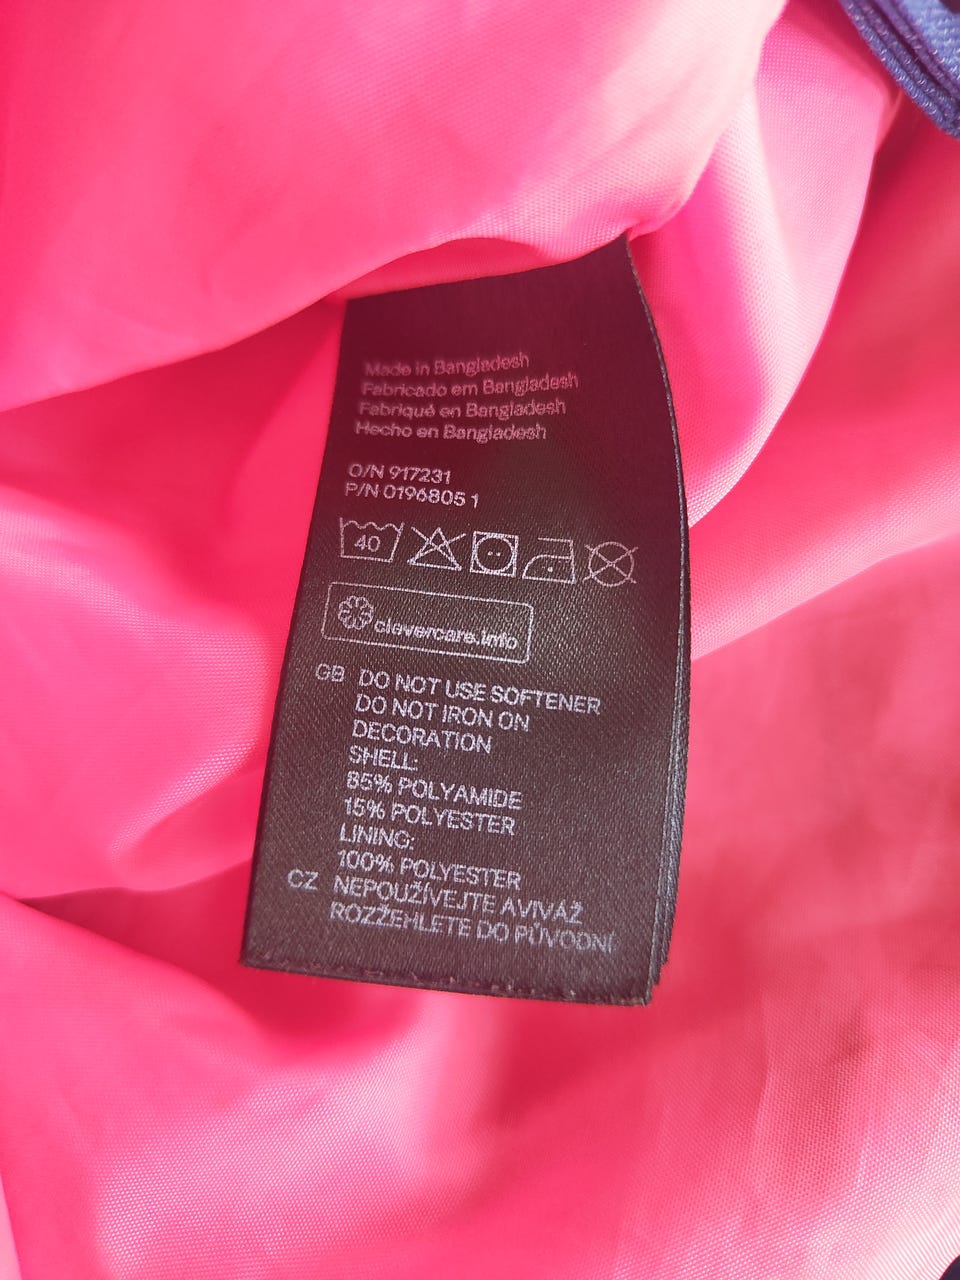 Made in Bangladesh
Fabricado em Bangladesh
Fabriqué en Bangladesh
Hecho en Bangladesh
O/N 917231
P/N 0196805 1
40
clevercare.info
GB DO NOT USE SOFTENER
DO NOT IRON ON
DECORATION
SHELL:
85% POLYAMIDE
15% POLYESTER
LINING:
100% POLYESTER
CZ NEPOUŽÍVEJTE AVIVÁŽ
ROZŽEHLETE DO PŮVODNÍ